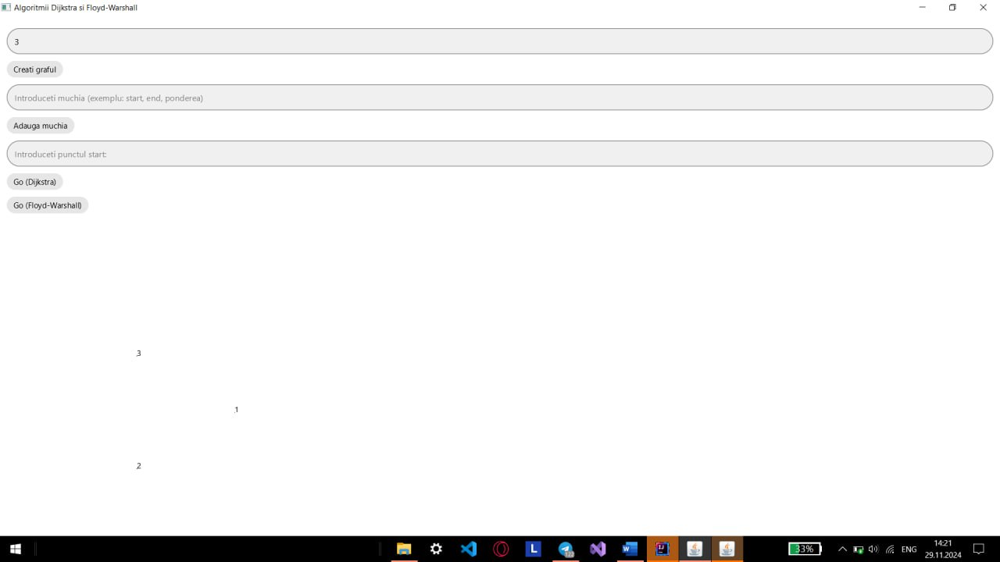 Algoritmii Dijkstra si Floyd-Warshall
3
Creati graful
Introduceti muchia (exemplu: start, end, ponderea)
Adauga muchia
Introduceti punctul start:
Go (Dijkstra)
Go (Floyd-Warshall)
3
1
2
33%
ENG
14:21
29.11.2024